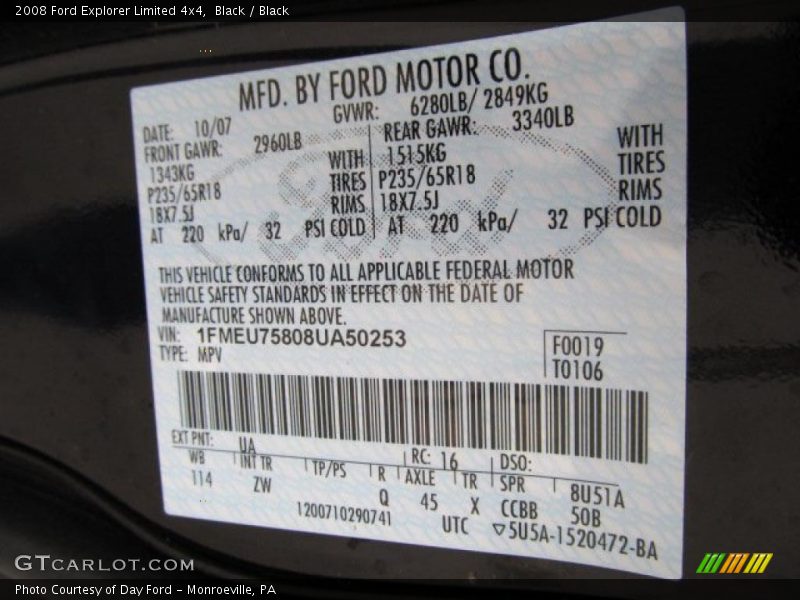 2008 Ford Explorer Limited 4x4, Black / Black
MFD. BY FORD MOTOR CO.
DATE: 10/07 GVWR: 6280LB/ 2849KG
FRONT GAWR: 2960LB REAR GAWR: 3340LB
1343KG WITH 1515KG WITH
P235/65R18 TIRES P235/65R18 TIRES
18X7.5J RIMS 18X7.5J RIMS
AT 220 kPa/ 32 PSI COLD AT 220 kPa/ 32 PSI COLD
Ford
THIS VEHICLE CONFORMS TO ALL APPLICABLE FEDERAL MOTOR
VEHICLE SAFETY STANDARDS IN EFFECT ON THE DATE OF
MANUFACTURE SHOWN ABOVE.
VIN: 1FMEU75808UA50253
TYPE: MPV
F0019
T0106
EXT PNT: UA RC: 16 DSO:
WB INT TR TP/PS R AXLE TR SPR 8U51A
114 ZW Q 45 X CCBB 50B
1200710290741 UTC ▽5U5A-1520472-BA
GTCARLOT.COM
Photo Courtesy of Day Ford – Monroeville, PA